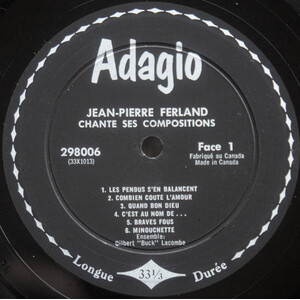 Adagio
JEAN-PIERRE FERLAND
CHANTE SES COMPOSITIONS
298006
(33X1013)
Face 1
Fabriqué au Canada
Made in Canada
1. LES PENDUS S'EN BALANCENT
2. COMBIEN COUTE L'AMOUR
3. QUAND BON DIEU
4. C'EST AU NOM DE...
5. BRAVES FOUS
6. MINOUCHETTE
Ensemble:
Gilbert "Buck" Lacombe
Longue 33⅓ Durée